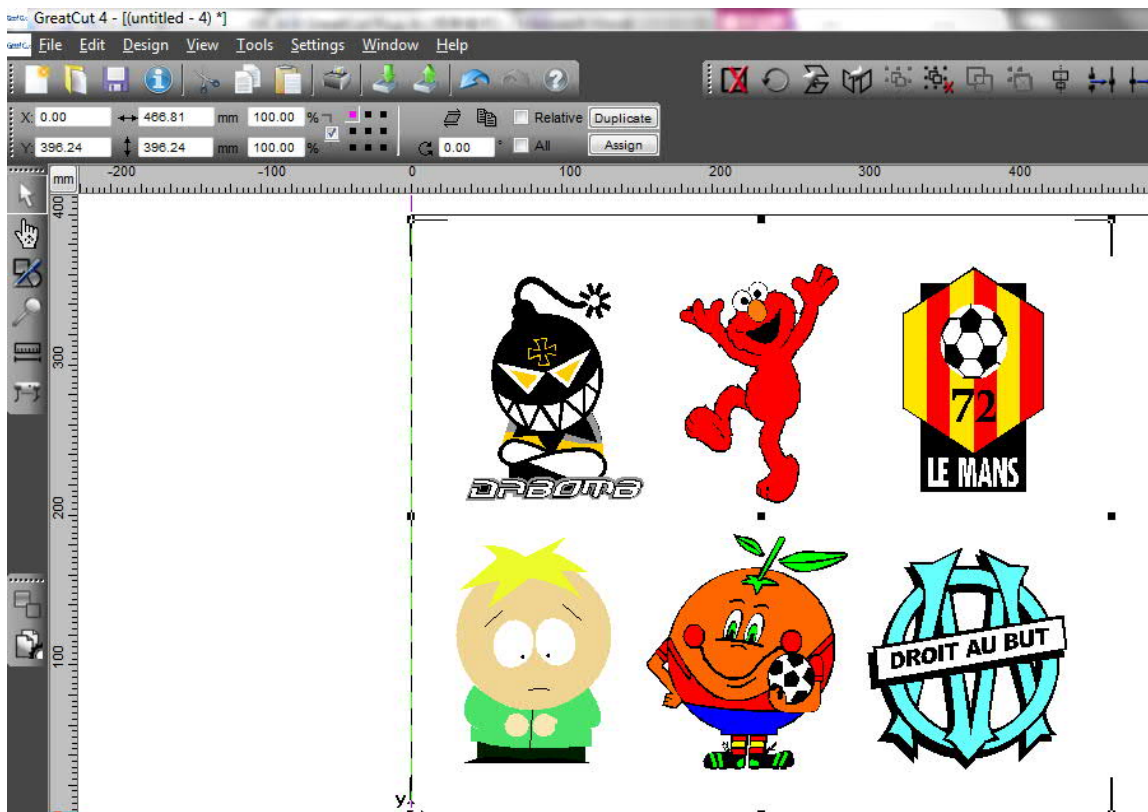 GreatCut 4 - [(untitled - 4) *]
File Edit Design View Tools Settings Window Help
X: 0.00 466.81 mm 100.00 % Relative Duplicate
Y: 396.24 396.24 mm 100.00 % 0.00 ° All Assign
mm -200 -100 0 100 200 300 400
400
300
200
100
72
LE MANS
DABOMB
DROIT AU BUT
y